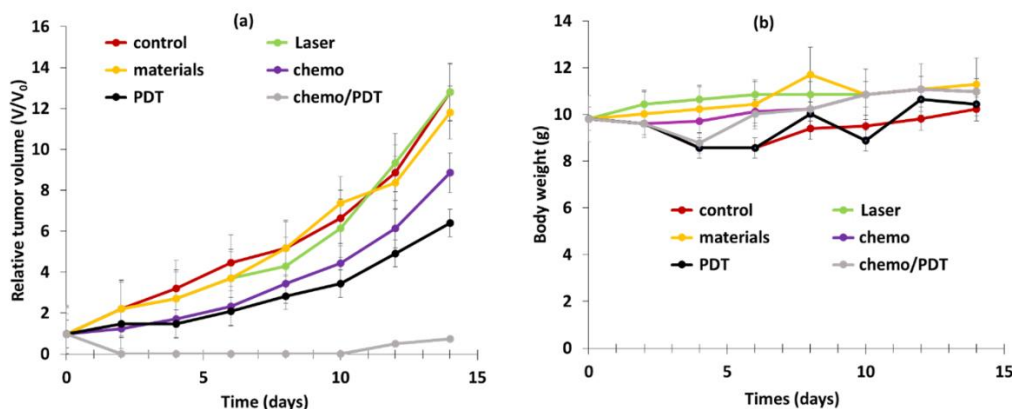 (a)
16
14
12
10
8
6
4
2
0
Relative tumor volume (V/V₀)
control
Laser
materials
chemo
PDT
chemo/PDT
0
5
10
15
Time (days)
(b)
14
12
10
8
6
4
2
0
Body weight (g)
control
Laser
materials
chemo
PDT
chemo/PDT
0
5
10
15
Times (days)